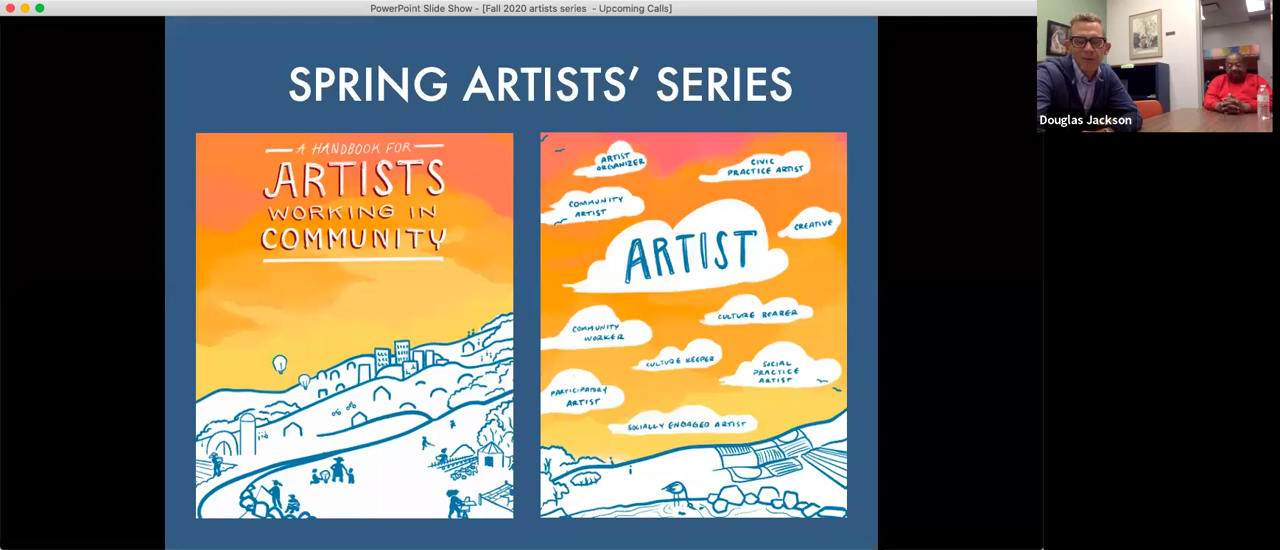 PowerPoint Slide Show - [Fall 2020 artists series - Upcoming Calls]
SPRING ARTISTS’ SERIES
A HANDBOOK FOR
ARTISTS
WORKING IN
COMMUNITY
ARTIST
ORGANIZER
CIVIC
PRACTICE ARTIST
COMMUNITY
ARTIST
CREATIVE
ARTIST
CULTURE BEARER
COMMUNITY
WORKER
CULTURE KEEPER
SOCIAL
PRACTICE
ARTIST
PARTICIPATORY
ARTIST
SOCIALLY ENGAGED ARTIST
Douglas Jackson